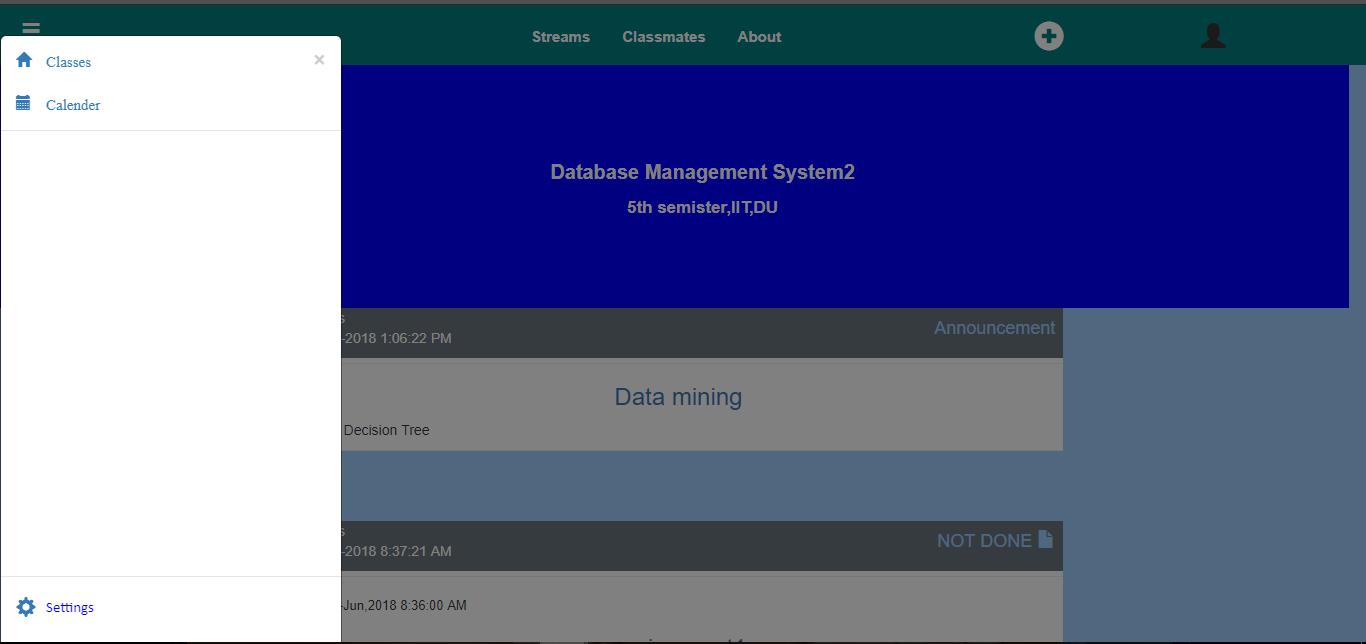 Streams Classmates About
Classes ×
Calender
Database Management System2
5th semister,IIT,DU
-2018 1:06:22 PM
Announcement
Data mining
Decision Tree
-2018 8:37:21 AM
NOT DONE
-Jun,2018 8:36:00 AM
Settings